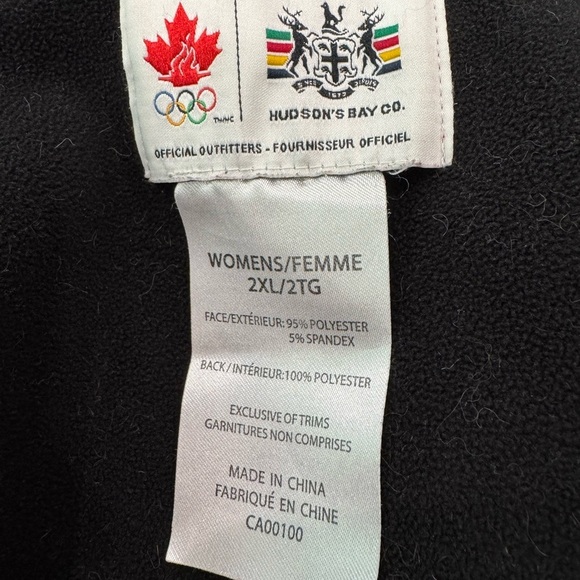 TM/MC
HUDSON'S BAY CO.
OFFICIAL OUTFITTERS - FOURNISSEUR OFFICIEL
WOMENS/FEMME
2XL/2TG
FACE/EXTÉRIEUR: 95% POLYESTER
5% SPANDEX
BACK/INTÉRIEUR:100% POLYESTER
EXCLUSIVE OF TRIMS
GARNITURES NON COMPRISES
MADE IN CHINA
FABRIQUÉ EN CHINE
CA00100